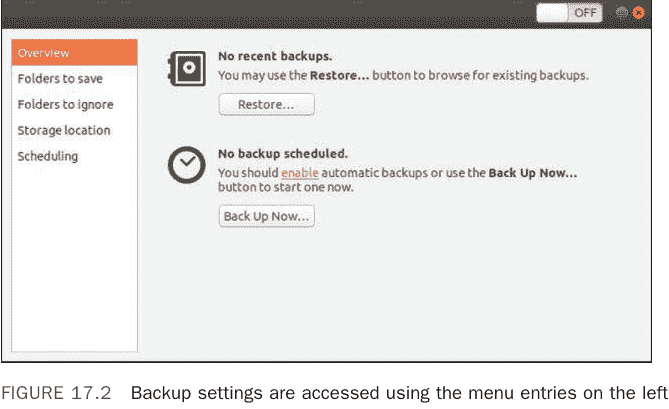 OFF
Overview
Folders to save
Folders to ignore
Storage location
Scheduling
No recent backups.
You may use the Restore... button to browse for existing backups.
Restore...
No backup scheduled.
You should enable automatic backups or use the Back Up Now...
button to start one now.
Back Up Now...
FIGURE 17.2 Backup settings are accessed using the menu entries on the left